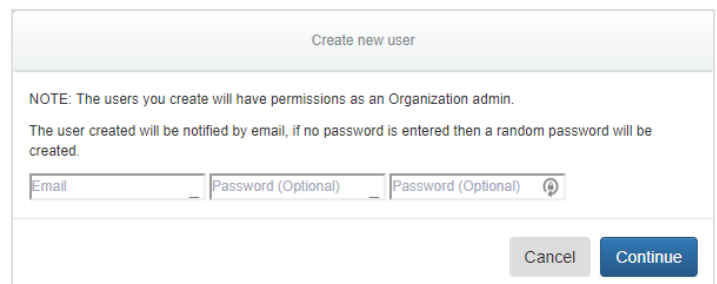 Create new user
NOTE: The users you create will have permissions as an Organization admin.
The user created will be notified by email, if no password is entered then a random password will be
created.
Email Password (Optional) Password (Optional)
Cancel Continue